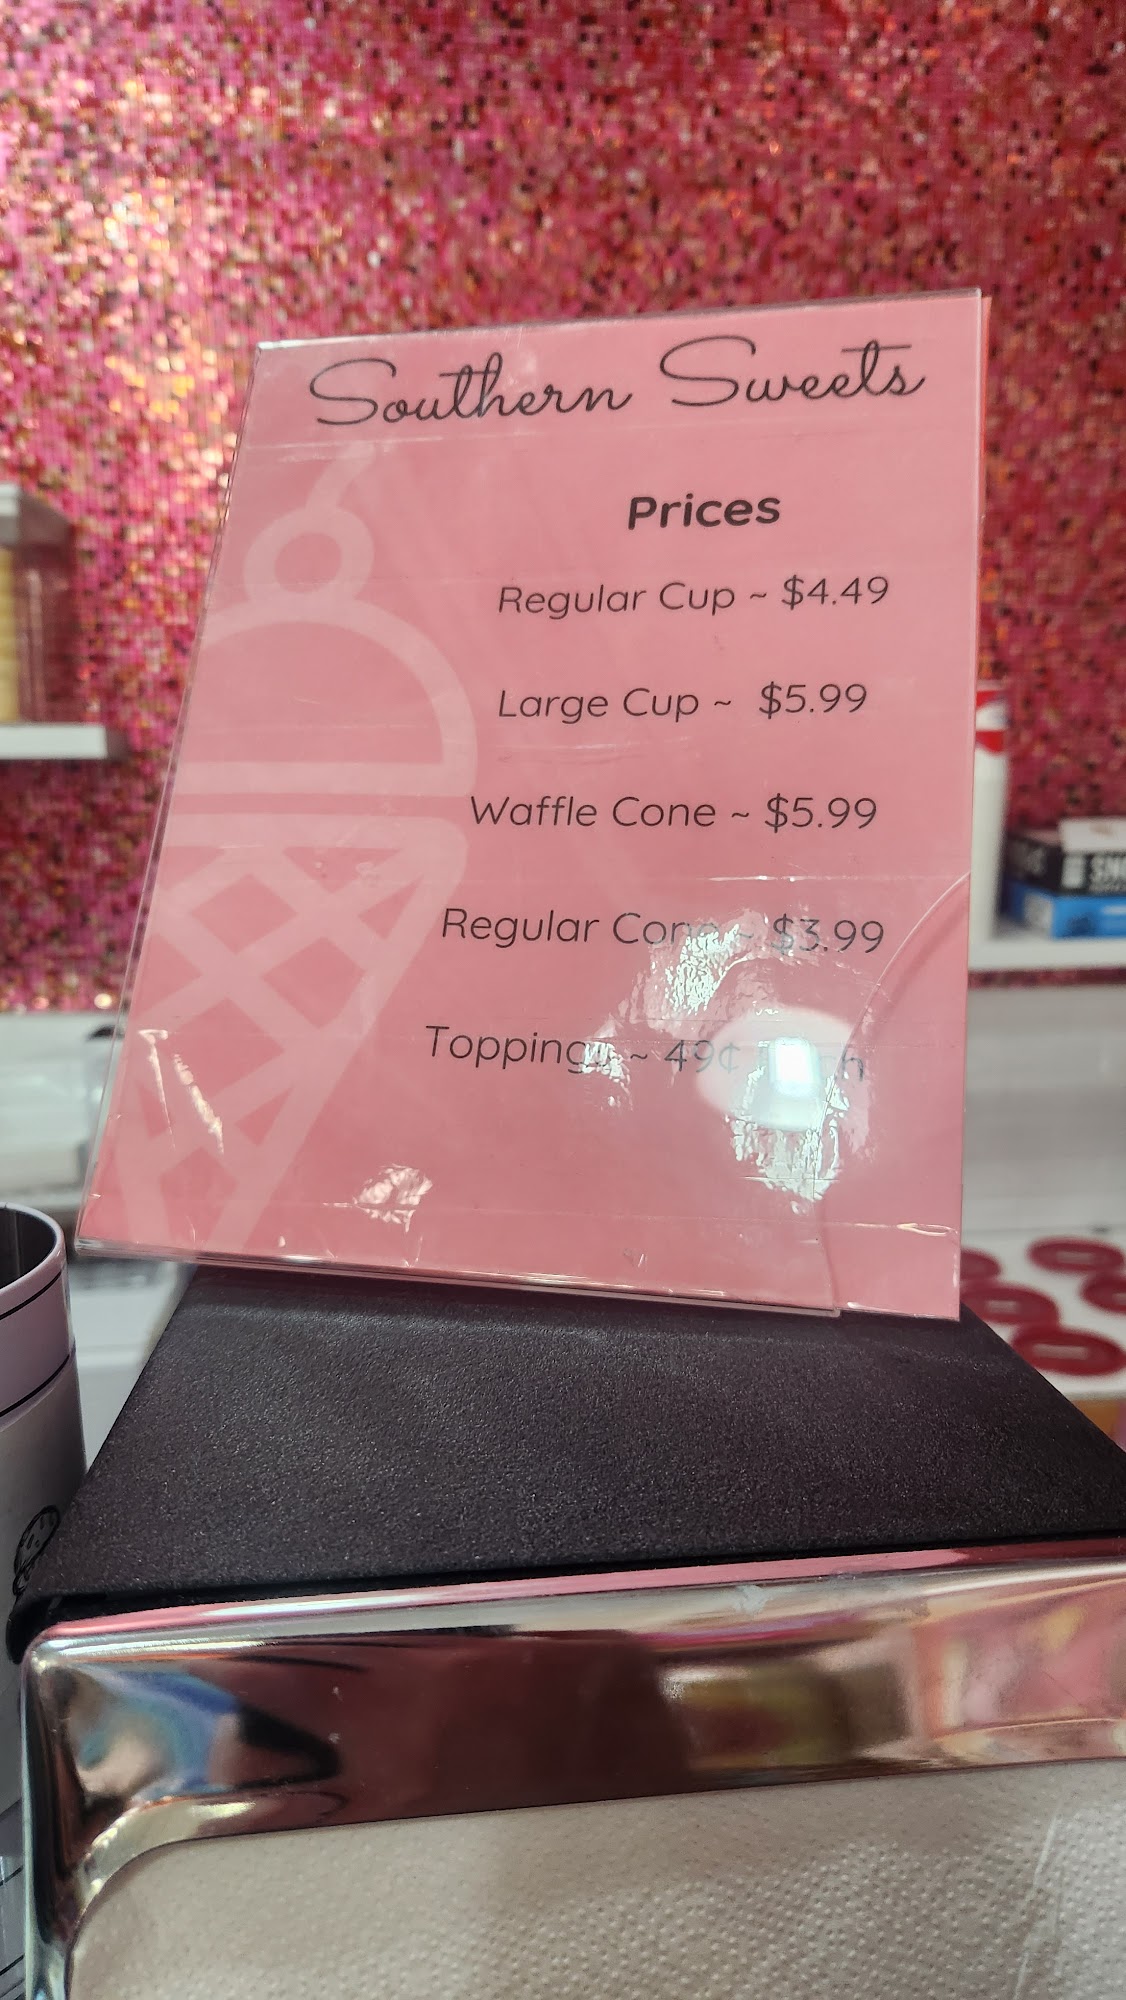 Southern Sweets
Prices
Regular Cup ~ $4.49
Large Cup ~ $5.99
Waffle Cone ~ $5.99
Regular Cone ~ $3.99
Toppings ~ 49¢